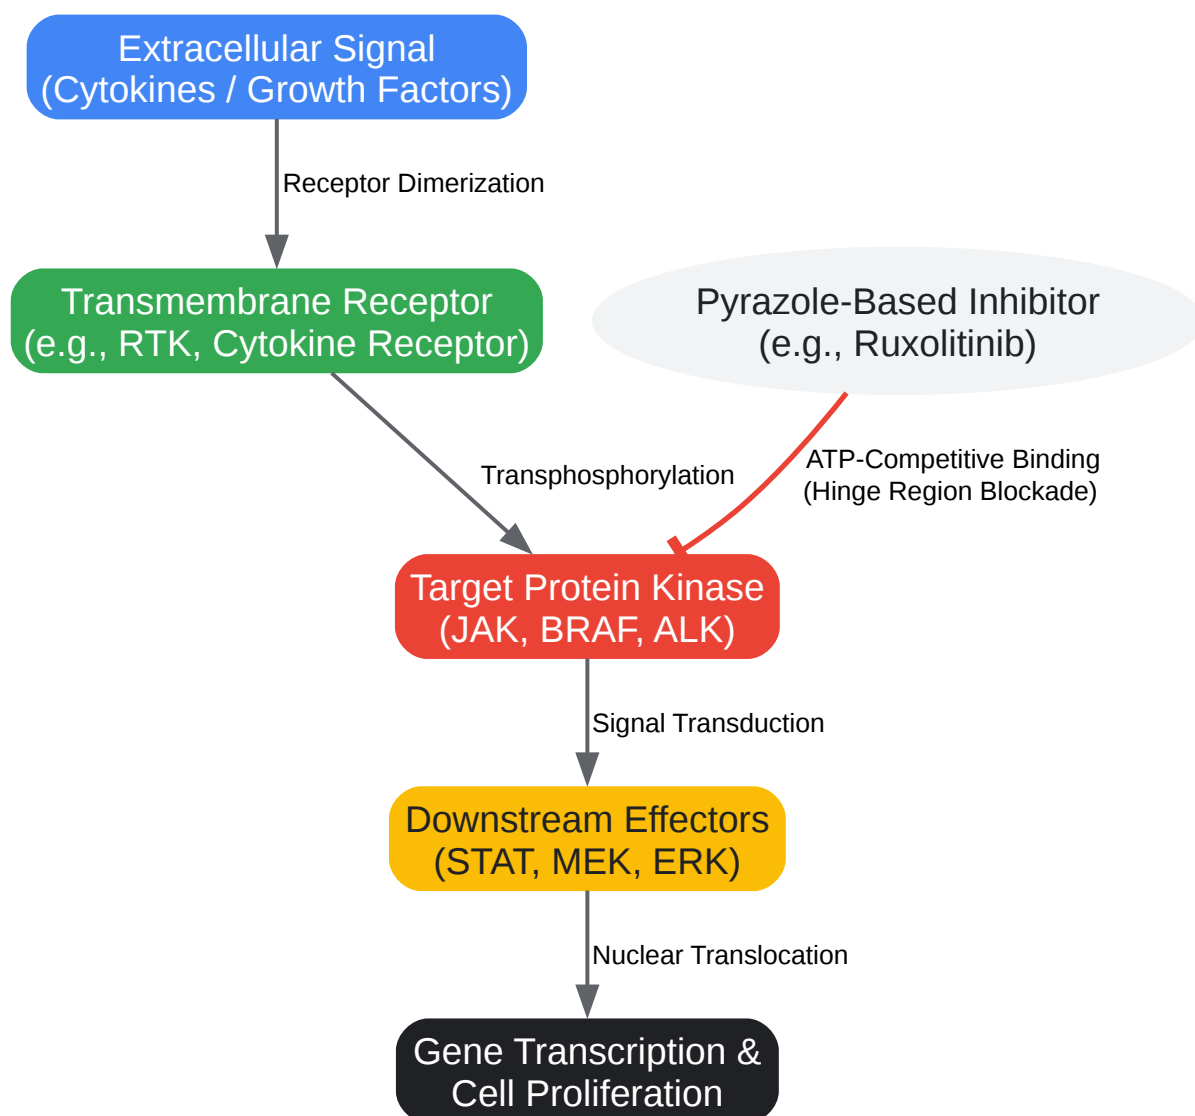 Extracellular Signal
(Cytokines / Growth Factors)
Receptor Dimerization
Transmembrane Receptor
(e.g., RTK, Cytokine Receptor)
Pyrazole-Based Inhibitor
(e.g., Ruxolitinib)
Transphosphorylation
ATP-Competitive Binding
(Hinge Region Blockade)
Target Protein Kinase
(JAK, BRAF, ALK)
Signal Transduction
Downstream Effectors
(STAT, MEK, ERK)
Nuclear Translocation
Gene Transcription &
Cell Proliferation